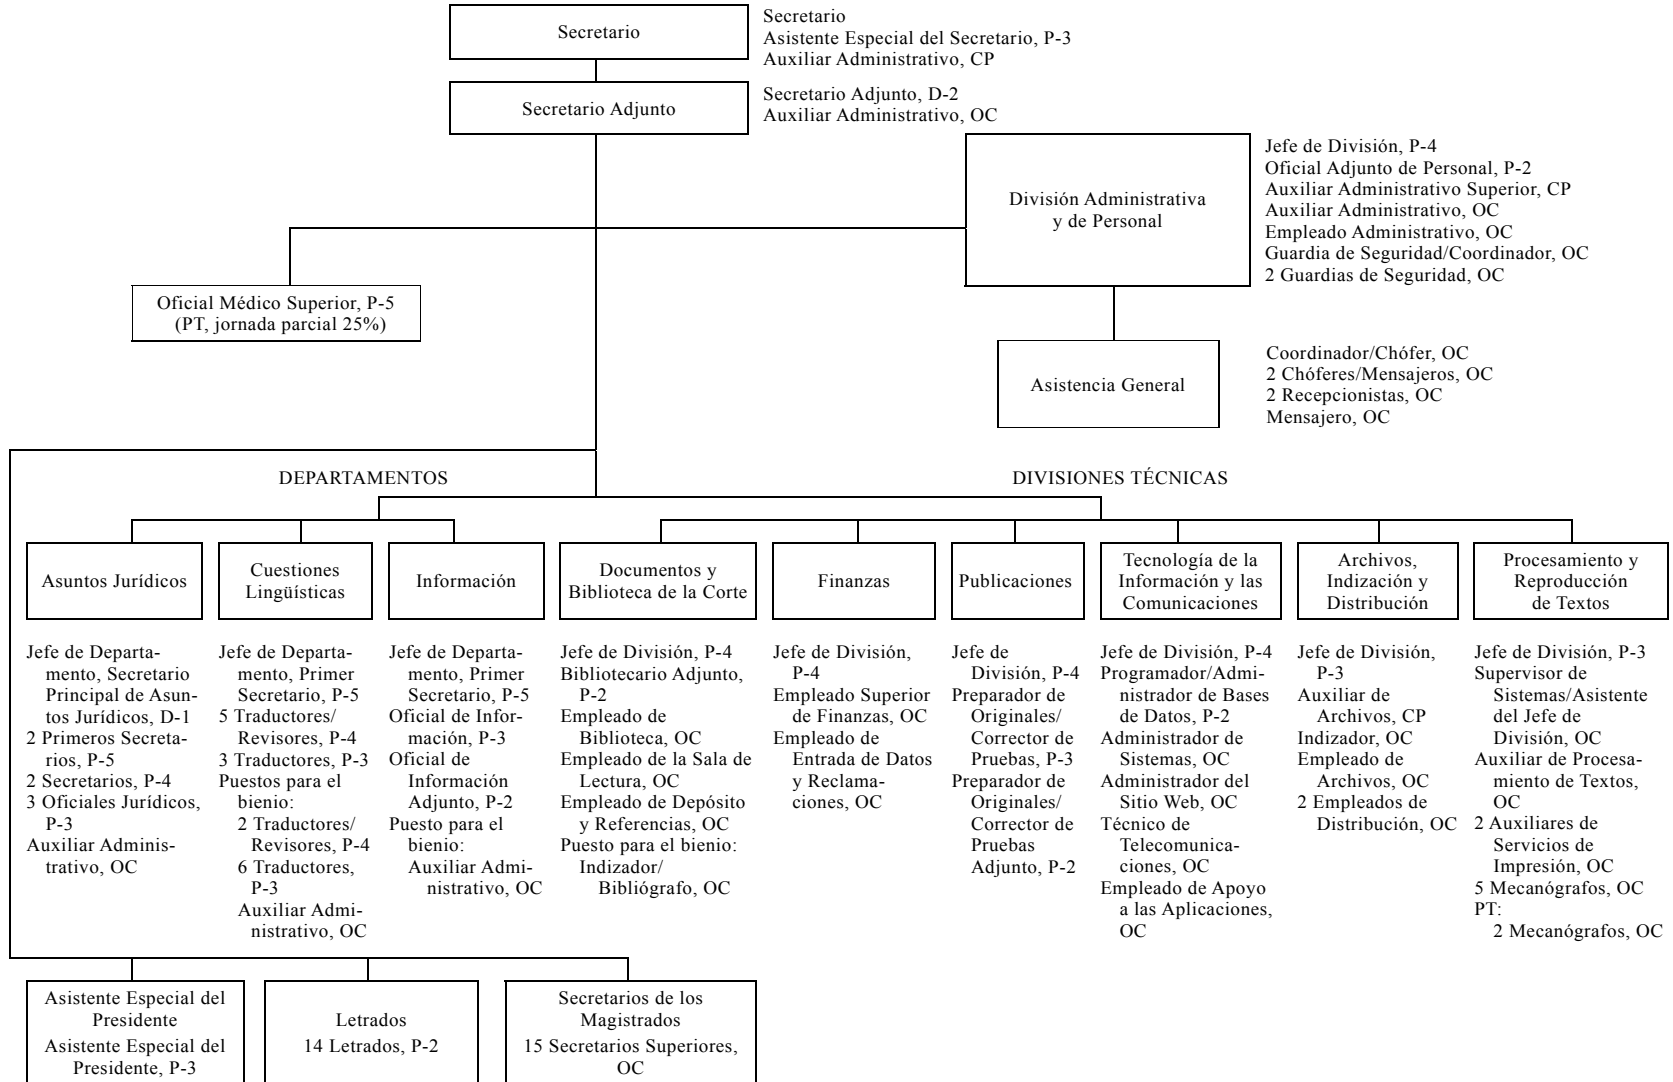 Secretario
Secretario
Asistente Especial del Secretario, P-3
Auxiliar Administrativo, CP
Secretario Adjunto
Secretario Adjunto, D-2
Auxiliar Administrativo, OC
División Administrativa
y de Personal
Jefe de División, P-4
Oficial Adjunto de Personal, P-2
Auxiliar Administrativo Superior, CP
Auxiliar Administrativo, OC
Empleado Administrativo, OC
Guardia de Seguridad/Coordinador, OC
2 Guardias de Seguridad, OC
Oficial Médico Superior, P-5
(PT, jornada parcial 25%)
Asistencia General
Coordinador/Chófer, OC
2 Chóferes/Mensajeros, OC
2 Recepcionistas, OC
Mensajero, OC
DEPARTAMENTOS
DIVISIONES TÉCNICAS
Asuntos Jurídicos
Jefe de Departa-
mento, Secretario
Principal de Asun-
tos Jurídicos, D-1
2 Primeros Secreta-
rios, P-5
2 Secretarios, P-4
3 Oficiales Jurídicos,
P-3
Auxiliar Adminis-
trativo, OC
Cuestiones
Lingüísticas
Jefe de Departa-
mento, Primer
Secretario, P-5
5 Traductores/
Revisores, P-4
3 Traductores, P-3
Puestos para el
bienio:
2 Traductores/
Revisores, P-4
6 Traductores,
P-3
Auxiliar Admi-
nistrativo, OC
Información
Jefe de Departa-
mento, Primer
Secretario, P-5
Oficial de Infor-
mación, P-3
Oficial de
Información
Adjunto, P-2
Puesto para el
bienio:
Auxiliar Admi-
nistrativo, OC
Documentos y
Biblioteca de la Corte
Jefe de División, P-4
Bibliotecario Adjunto,
P-2
Empleado de
Biblioteca, OC
Empleado de la Sala de
Lectura, OC
Empleado de Depósito
y Referencias, OC
Puesto para el bienio:
Indizador/
Bibliógrafo, OC
Finanzas
Jefe de División,
P-4
Empleado Superior
de Finanzas, OC
Empleado de
Entrada de Datos
y Reclama-
ciones, OC
Publicaciones
Jefe de
División, P-4
Preparador de
Originales/
Corrector de
Pruebas, P-3
Preparador de
Originales/
Corrector de
Pruebas
Adjunto, P-2
Tecnología de la
Información y las
Comunicaciones
Jefe de División, P-4
Programador/Admi-
nistrador de Bases
de Datos, P-2
Administrador de
Sistemas, OC
Administrador del
Sitio Web, OC
Técnico de
Telecomunica-
ciones, OC
Empleado de Apoyo
a las Aplicaciones,
OC
Archivos,
Indización y
Distribución
Jefe de División,
P-3
Auxiliar de
Archivos, CP
Indizador, OC
Empleado de
Archivos, OC
2 Empleados de
Distribución, OC
Procesamiento y
Reproducción
de Textos
Jefe de División, P-3
Supervisor de
Sistemas/Asistente
del Jefe de
División, OC
Auxiliar de Procesa-
miento de Textos,
OC
2 Auxiliares de
Servicios de
Impresión, OC
5 Mecanógrafos, OC
PT:
2 Mecanógrafos, OC
Asistente Especial del
Presidente
Asistente Especial del
Presidente, P-3
Letrados
14 Letrados, P-2
Secretarios de los
Magistrados
15 Secretarios Superiores,
OC